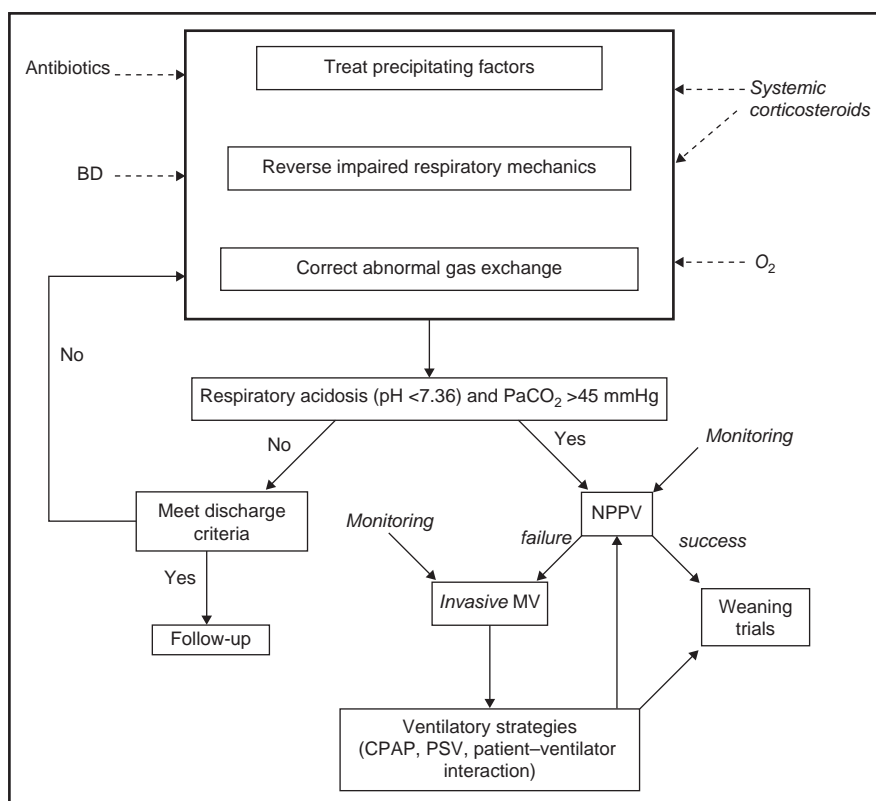 Antibiotics
Treat precipitating factors
Systemic
corticosteroids
BD
Reverse impaired respiratory mechanics
Correct abnormal gas exchange
O₂
No
Respiratory acidosis (pH <7.36) and PaCO₂ >45 mmHg
No
Yes
Monitoring
Meet discharge
criteria
NPPV
Monitoring
failure
success
Yes
Invasive MV
Weaning
trials
Follow-up
Ventilatory strategies
(CPAP, PSV, patient–ventilator
interaction)